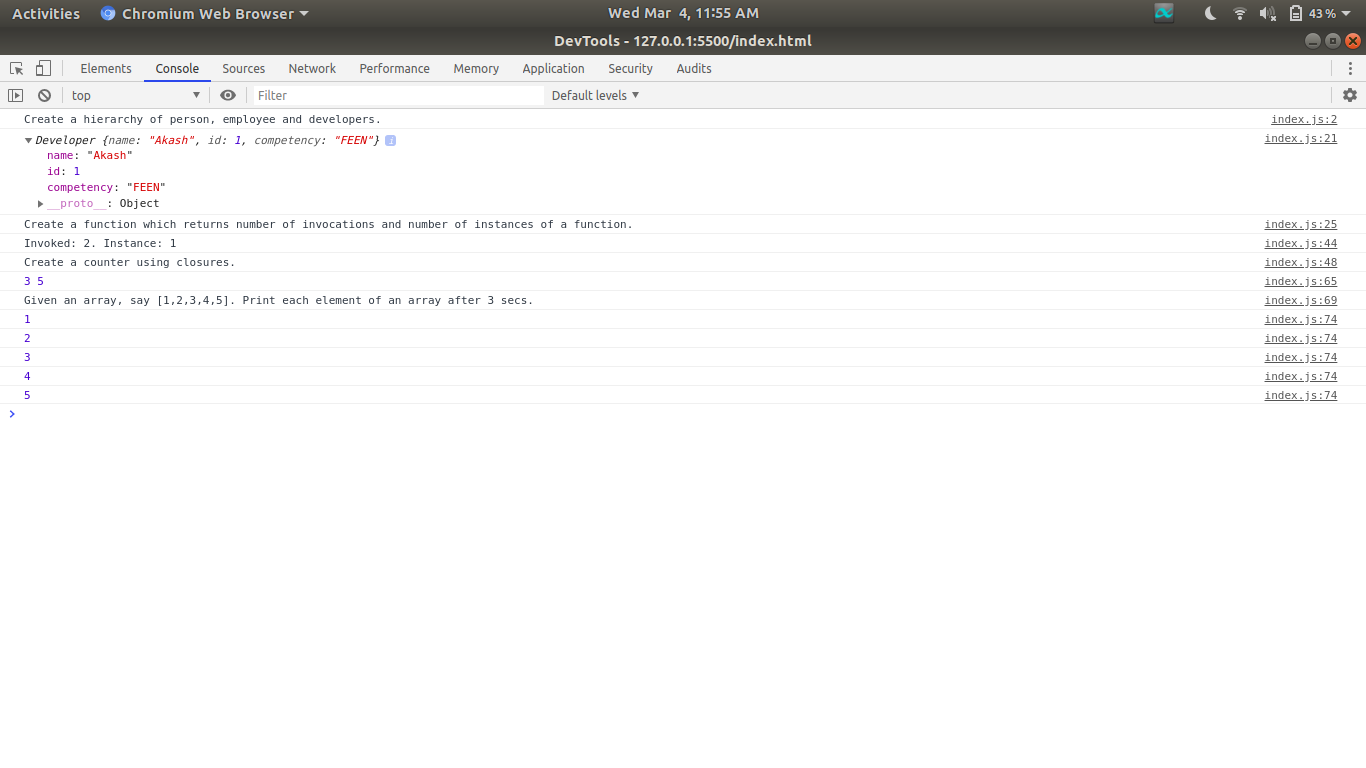 Activities Chromium Web Browser Wed Mar 4, 11:55 AM 43 %
DevTools - 127.0.0.1:5500/index.html
Elements Console Sources Network Performance Memory Application Security Audits
top Filter Default levels
Create a hierarchy of person, employee and developers. index.js:2
Developer {name: "Akash", id: 1, competency: "FEEN"} i index.js:21
name: "Akash"
id: 1
competency: "FEEN"
__proto__: Object
Create a function which returns number of invocations and number of instances of a function. index.js:25
Invoked: 2. Instance: 1 index.js:44
Create a counter using closures. index.js:48
3 5 index.js:65
Given an array, say [1,2,3,4,5]. Print each element of an array after 3 secs. index.js:69
1 index.js:74
2 index.js:74
3 index.js:74
4 index.js:74
5 index.js:74